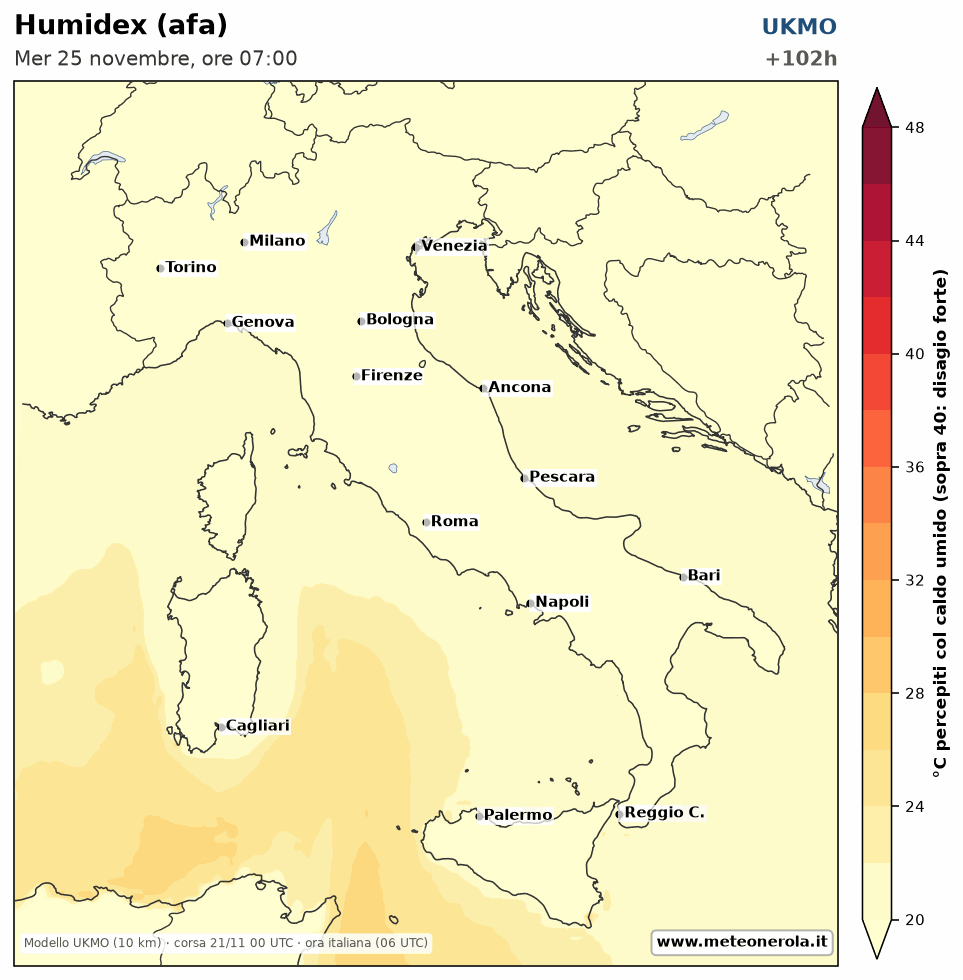 Humidex (afa)
UKMO
Mer 25 novembre, ore 07:00
+102h
48
44
40
36
32
28
24
20
°C percepiti col caldo umido (sopra 40: disagio forte)
Milano
Venezia
Torino
Genova
Bologna
Firenze
Ancona
Pescara
Roma
Bari
Napoli
Cagliari
Palermo
Reggio C.
Modello UKMO (10 km) · corsa 21/11 00 UTC · ora italiana (06 UTC)
www.meteonerola.it